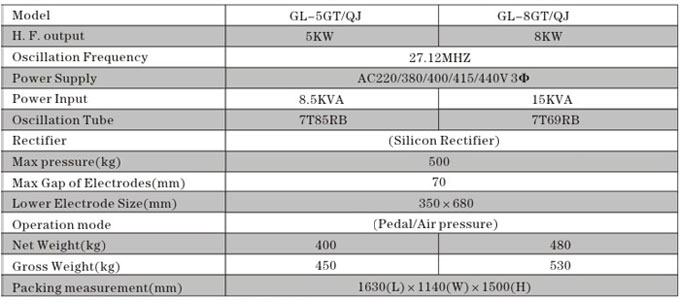 Model GL-5GT/QJ GL-8GT/QJ
H. F. output 5KW 8KW
Oscillation Frequency 27.12MHZ
Power Supply AC220/380/400/415/440V 3Φ
Power Input 8.5KVA 15KVA
Oscillation Tube 7T85RB 7T69RB
Rectifier (Silicon Rectifier)
Max pressure(kg) 500
Max Gap of Electrodes(mm) 70
Lower Electrode Size(mm) 350 × 680
Operation mode (Pedal/Air pressure)
Net Weight(kg) 400 480
Gross Weight(kg) 450 530
Packing measurement(mm) 1630(L) × 1140(W) × 1500(H)